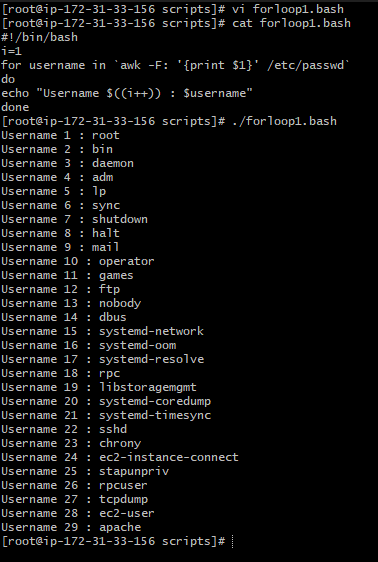 [root@ip-172-31-33-156 scripts]# vi forloop1.bash
[root@ip-172-31-33-156 scripts]# cat forloop1.bash
#!/bin/bash
i=1
for username in `awk -F: '{print $1}' /etc/passwd`
do
echo "Username $((i++)) : $username"
done
[root@ip-172-31-33-156 scripts]# ./forloop1.bash
Username 1 : root
Username 2 : bin
Username 3 : daemon
Username 4 : adm
Username 5 : lp
Username 6 : sync
Username 7 : shutdown
Username 8 : halt
Username 9 : mail
Username 10 : operator
Username 11 : games
Username 12 : ftp
Username 13 : nobody
Username 14 : dbus
Username 15 : systemd-network
Username 16 : systemd-oom
Username 17 : systemd-resolve
Username 18 : rpc
Username 19 : libstoragemgmt
Username 20 : systemd-coredump
Username 21 : systemd-timesync
Username 22 : sshd
Username 23 : chrony
Username 24 : ec2-instance-connect
Username 25 : stapunpriv
Username 26 : rpcuser
Username 27 : tcpdump
Username 28 : ec2-user
Username 29 : apache
[root@ip-172-31-33-156 scripts]#